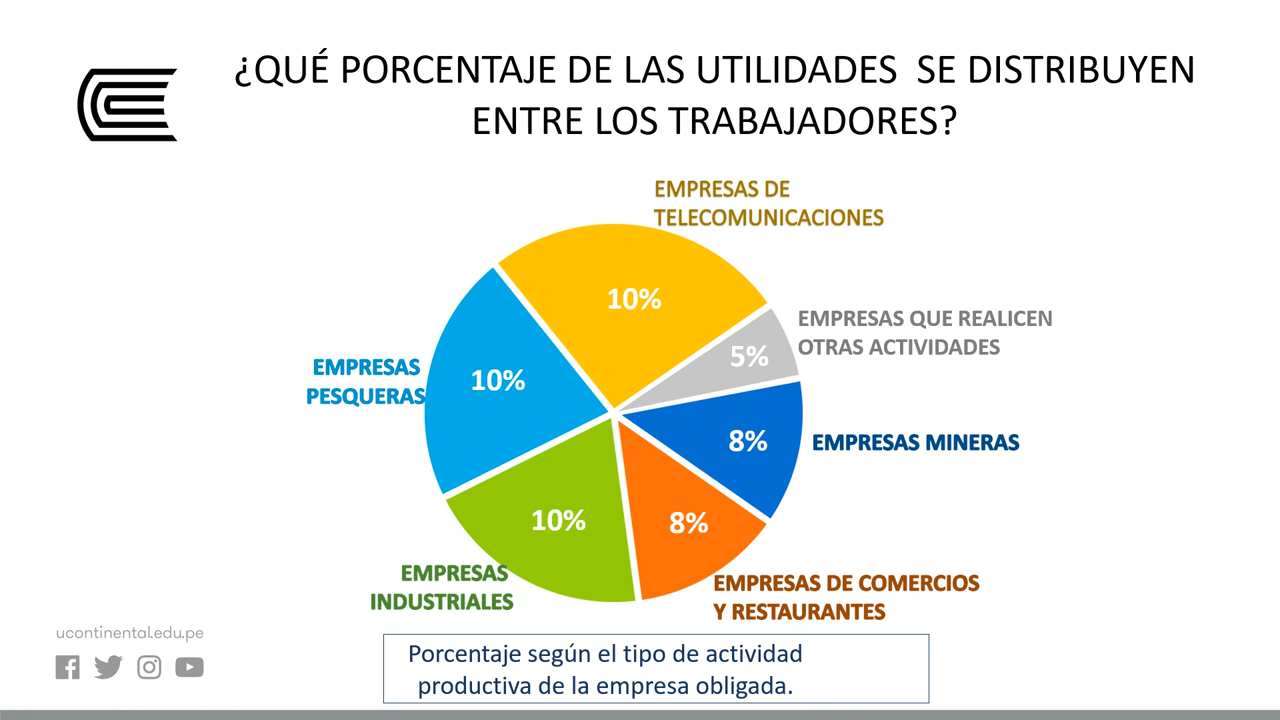 ¿QUÉ PORCENTAJE DE LAS UTILIDADES  SE DISTRIBUYEN
ENTRE LOS TRABAJADORES?
EMPRESAS DE
TELECOMUNICACIONES
10%
EMPRESAS QUE REALICEN
OTRAS ACTIVIDADES
5%
EMPRESAS
PESQUERAS
10%
8%
EMPRESAS MINERAS
10%
8%
EMPRESAS
INDUSTRIALES
EMPRESAS DE COMERCIOS
Y RESTAURANTES
ucontinental.edu.pe
Porcentaje según el tipo de actividad
productiva de la empresa obligada.